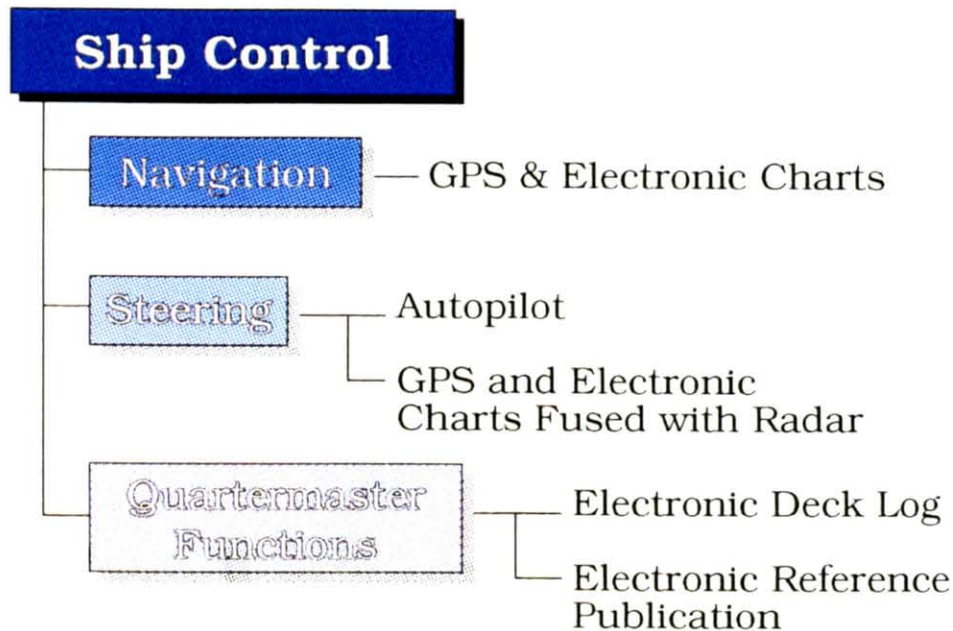 Ship Control
Navigation
GPS & Electronic Charts
Steering
Autopilot
GPS and Electronic
Charts Fused with Radar
Quartermaster
Functions
Electronic Deck Log
Electronic Reference
Publication